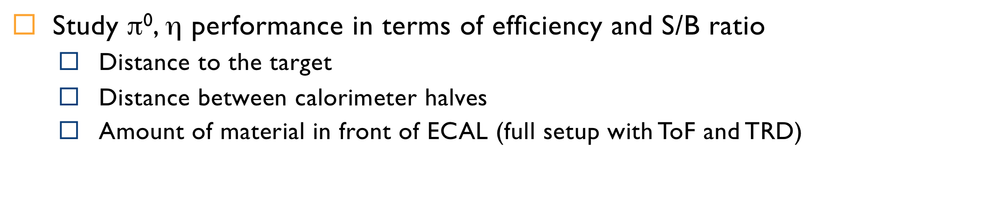 Study π⁰, η performance in terms of efficiency and S/B ratio
Distance to the target
Distance between calorimeter halves
Amount of material in front of ECAL (full setup with ToF and TRD)